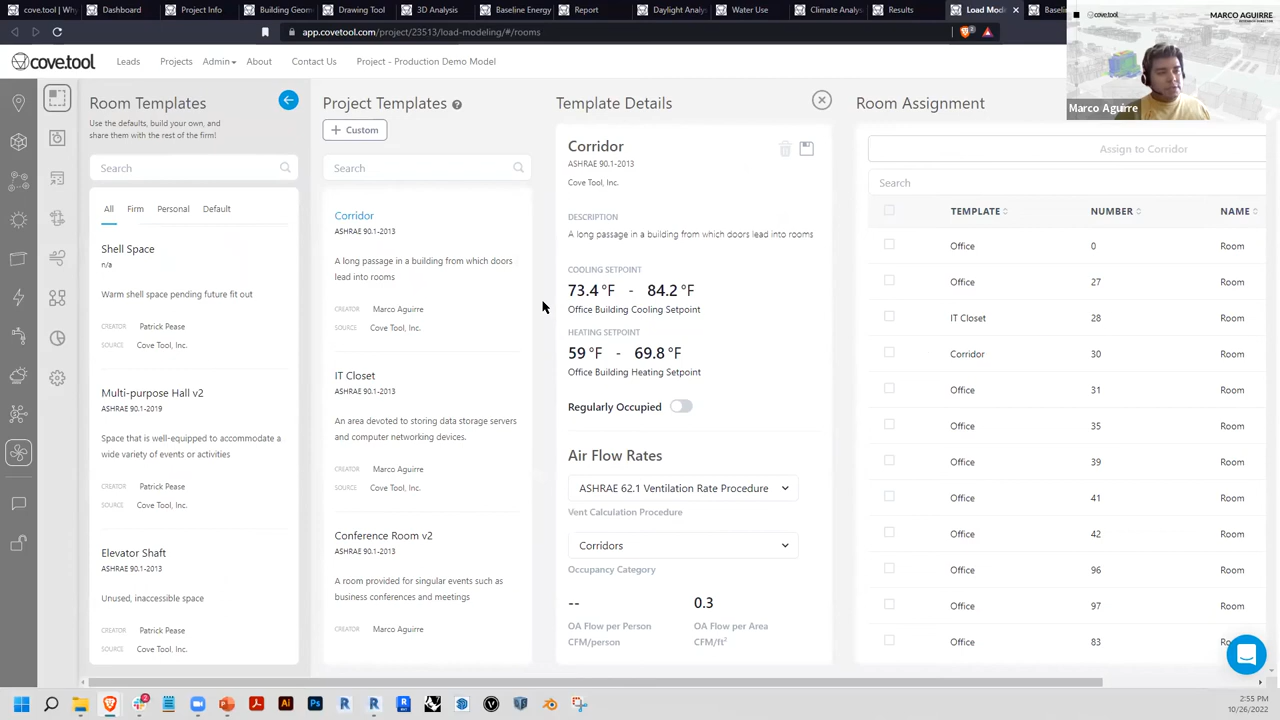 cove.tool | Wh
cove.tool
Project Info
Building Geom
Drawing Tool
3D Analysis
Baseline Energy
Report
Daylight Analy
Water Use
Climate Analys
Results
Load Mode
Baseli
app.covetool.com/project/23513/load-modeling/#/rooms
cove.tool
MARCO AGUIRRE
Marco Aguirre
cove.tool
Leads
Projects
Admin
About
Contact Us
Project - Production Demo Model
Room Templates
Use the defaults, build your own, and
share them with the rest of the firm!
Search
All Firm Personal Default
Shell Space
n/a
Warm shell space pending future fit out
CREATOR Patrick Pease
SOURCE Cove Tool, Inc.
Multi-purpose Hall v2
ASHRAE 90.1-2019
Space that is well-equipped to accommodate a
wide variety of events or activities
CREATOR Patrick Pease
SOURCE Cove Tool, Inc.
Elevator Shaft
ASHRAE 90.1-2013
Unused, inaccessible space
CREATOR Patrick Pease
SOURCE Cove Tool, Inc.
Project Templates ?
+ Custom
Search
Corridor
ASHRAE 90.1-2013
A long passage in a building from which doors
lead into rooms
CREATOR Marco Aguirre
SOURCE Cove Tool, Inc.
IT Closet
ASHRAE 90.1-2013
An area devoted to storing data storage servers
and computer networking devices.
CREATOR Marco Aguirre
SOURCE Cove Tool, Inc.
Conference Room v2
ASHRAE 90.1-2013
A room provided for singular events such as
business conferences and meetings
CREATOR Marco Aguirre
Template Details
Corridor
ASHRAE 90.1-2013
Cove Tool, Inc.
DESCRIPTION
A long passage in a building from which doors lead into rooms
COOLING SETPOINT
73.4 °F - 84.2 °F
Office Building Cooling Setpoint
HEATING SETPOINT
59 °F - 69.8 °F
Office Building Heating Setpoint
Regularly Occupied
Air Flow Rates
ASHRAE 62.1 Ventilation Rate Procedure
Vent Calculation Procedure
Corridors
Occupancy Category
-- 0.3
OA Flow per Person OA Flow per Area
CFM/person CFM/ft²
Room Assignment
Assign to Corridor
Search
TEMPLATE NUMBER NAME
Office 0 Room
Office 27 Room
IT Closet 28 Room
Corridor 30 Room
Office 31 Room
Office 35 Room
Office 39 Room
Office 41 Room
Office 42 Room
Office 96 Room
Office 97 Room
Office 83
2:55 PM
10/26/2022